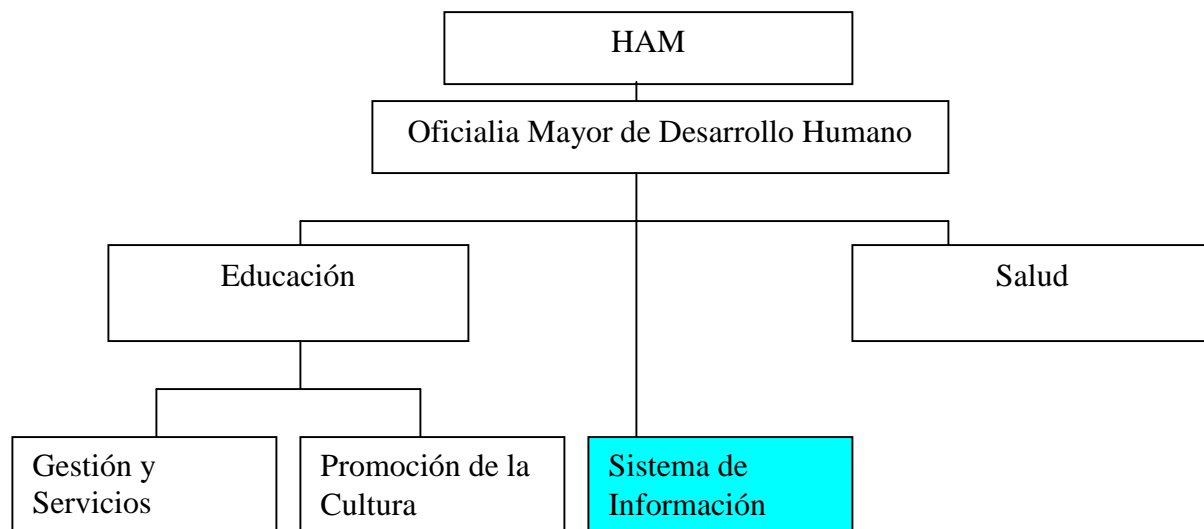 HAM
Oficialia Mayor de Desarrollo Humano
Educación
Salud
Gestión y
Servicios
Promoción de la
Cultura
Sistema de
Información